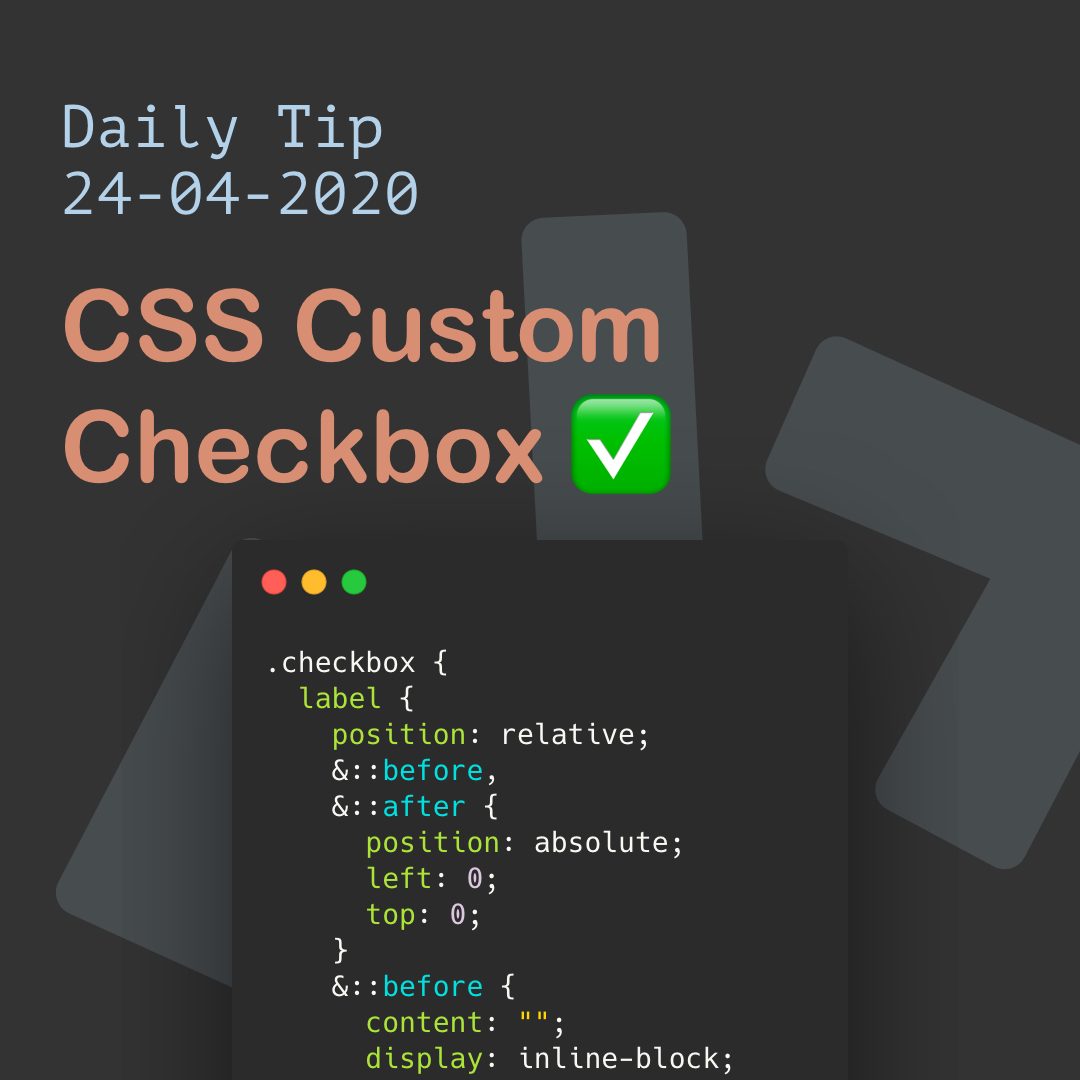 Daily Tip
24-04-2020
CSS Custom
Checkbox ✅
.checkbox {
  label {
    position: relative;
    &::before,
    &::after {
      position: absolute;
      left: 0;
      top: 0;
    }
    &::before {
      content: "";
      display: inline-block;